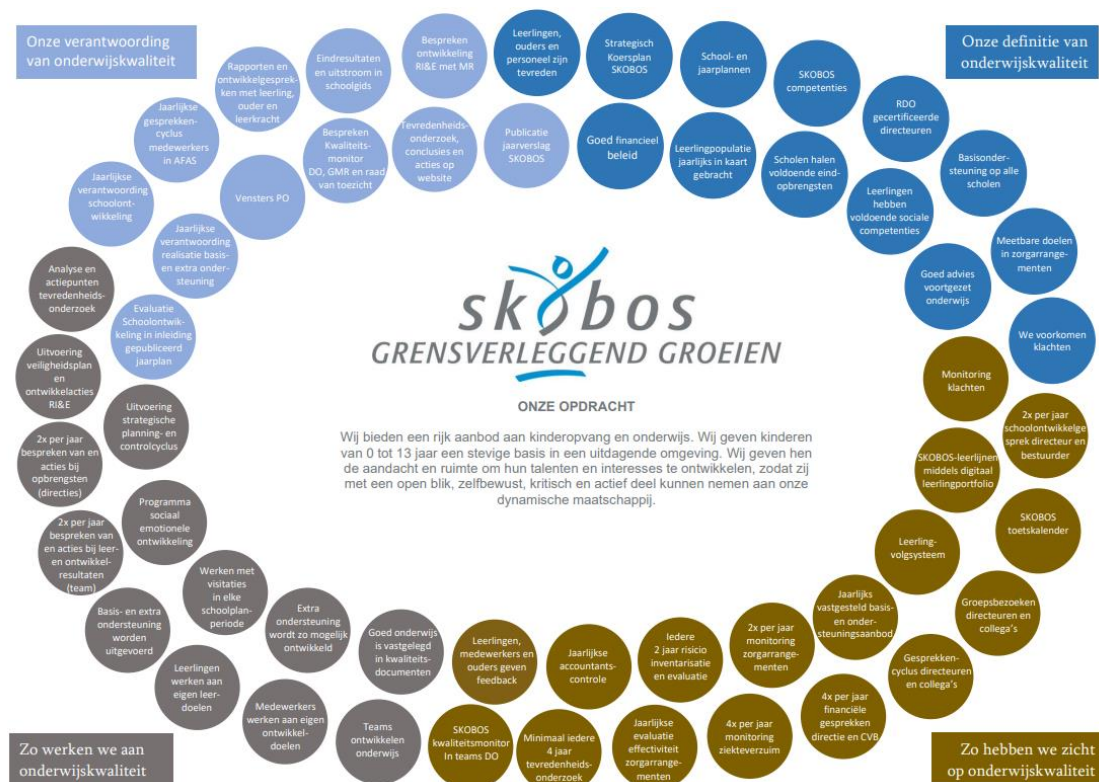 Onze verantwoording
van onderwijskwaliteit
Rapporten en
ontwikkelgesprek-
ken met leerling,
ouder en
leerkracht
Eindresultaten
en uitstroom in
schoolgids
Bespreken
ontwikkeling
RI&E met MR
Jaarlijkse
gesprekken-
cyclus
medewerkers
in AFAS
Bespreken
Kwaliteits-
monitor
DO, GMR en raad
van toezicht
Tevredenheids-
onderzoek,
conclusies en
acties op
website
Publicatie
jaarverslag
SKOBOS
Jaarlijkse
verantwoording
schoolont-
wikkeling
Vensters PO
Jaarlijkse
verantwoording
realisatie basis-
en extra onder-
steuning
Evaluatie
Schoolontwik-
keling in inleiding
gepubliceerd
jaarplan
Onze definitie van
onderwijskwaliteit
Leerlingen,
ouders en
personeel zijn
tevreden
Strategisch
Koersplan
SKOBOS
School- en
jaarplannen
SKOBOS
competenties
RDO
gecertificeerde
directeuren
Goed financieel
beleid
Leerlingpopulatie
jaarlijks in kaart
gebracht
Scholen halen
voldoende eind-
opbrengsten
Leerlingen
hebben
voldoende sociale
competenties
Basisonder-
steuning op alle
scholen
Meetbare doelen
in zorgarrange-
menten
Goed advies
voortgezet
onderwijs
We voorkomen
klachten
skobos
GRENSVERLEGGEND GROEIEN
ONZE OPDRACHT
Wij bieden een rijk aanbod aan kinderopvang en onderwijs. Wij geven kinderen
van 0 tot 13 jaar een stevige basis in een uitdagende omgeving. Wij geven hen
de aandacht en ruimte om hun talenten en interesses te ontwikkelen, zodat zij
met een open blik, zelfbewust, kritisch en actief deel kunnen nemen aan onze
dynamische maatschappij.
Analyse en
actiepunten
tevredenheids-
onderzoek
Uitvoering
veiligheidsplan
en
ontwikkelacties
RI&E
Uitvoering
strategische
planning- en
controlcyclus
2x per jaar
bespreken van en
acties bij
opbrengsten
(directies)
Programma
sociaal
emotionele
ontwikkeling
2x per jaar
bespreken van
en acties bij leer-
en ontwikkel-
resultaten
(team)
Werken met
visitaties
in elke
schoolplan-
periode
Basis- en extra
ondersteuning
worden
uitgevoerd
Extra
ondersteuning
wordt zo mogelijk
ontwikkeld
Goed onderwijs
is vastgelegd
in kwaliteits-
documenten
Leerlingen
werken aan
eigen leer-
doelen
Medewerkers
werken aan eigen
ontwikkel-
doelen
Teams
ontwikkelen
onderwijs
Zo werken we aan
onderwijskwaliteit
Monitoring
klachten
2x per jaar
schoolontwikkelge
sprek directeur en
bestuurder
SKOBOS-leerlijnen
middels digitaal
leerlingportfolio
SKOBOS
toetskalender
Leerling-
volgsysteem
Groepsbezoeken
directeuren en
collega's
Jaarlijks
vastgesteld basis-
en onder-
steuningsaanbod
Gesprekken-
cyclus directeuren
en collega's
2x per jaar
monitoring
zorgarrange-
menten
4x per jaar
financiële
gesprekken
directie en CVB
Iedere
2 jaar risicio
inventarisatie
en evaluatie
Jaarlijkse
accountants-
controle
Leerlingen,
medewerkers en
ouders geven
feedback
4x per jaar
monitoring
ziekteverzuim
Jaarlijkse
evaluatie
effectiviteit
zorgarrange-
menten
Minimaal iedere
4 jaar
tevredenheids-
onderzoek
SKOBOS
kwaliteitsmonitor
In teams DO
Zo hebben we zicht
op onderwijskwaliteit